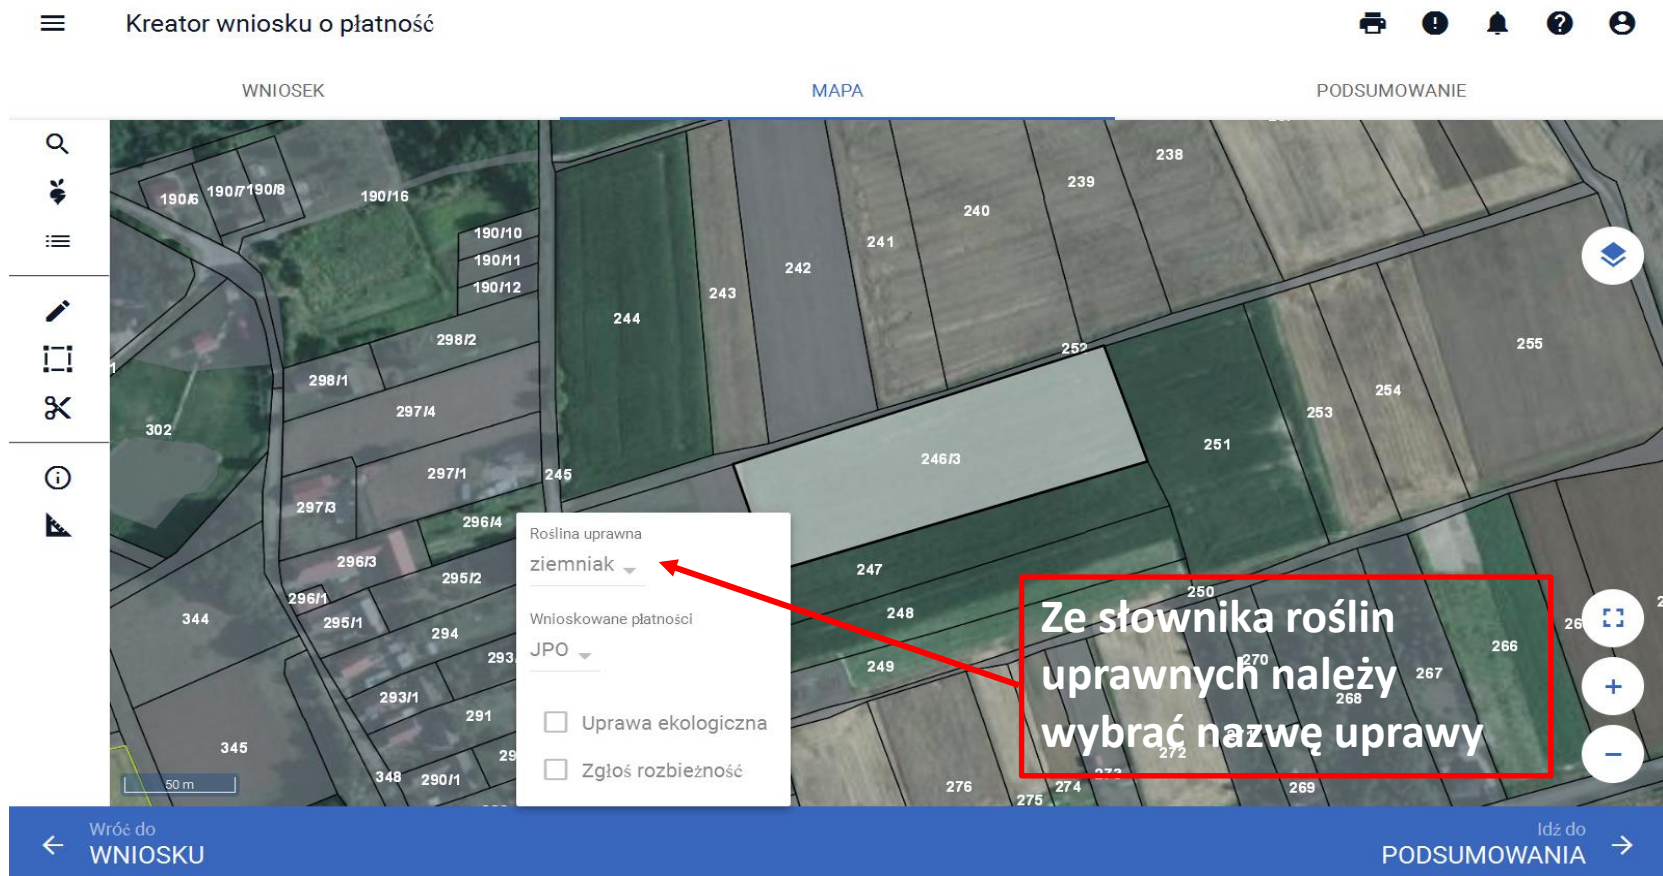 Kreator wniosku o płatność
WNIOSEK
MAPA
PODSUMOWANIE
238
239
190/6
190/7
190/8
190/16
240
190/10
241
190/11
242
190/12
243
244
298/2
252
255
298/1
254
297/4
253
302
251
246/3
297/1
245
297/3
296/4
Roślina uprawna
ziemniak
296/3
247
295/2
250
296/1
248
344
295/1
Wnioskowane płatności
294
Ze słownika roślin
uprawnych należy
wybrać nazwę uprawy
266
JPO
293
249
270
267
293/1
268
291
Uprawa ekologiczna
345
272
Zgłoś rozbieżność
348
290/1
50 m
276
274
275
269
Wróć do
WNIOSKU
Idź do
PODSUMOWANIA